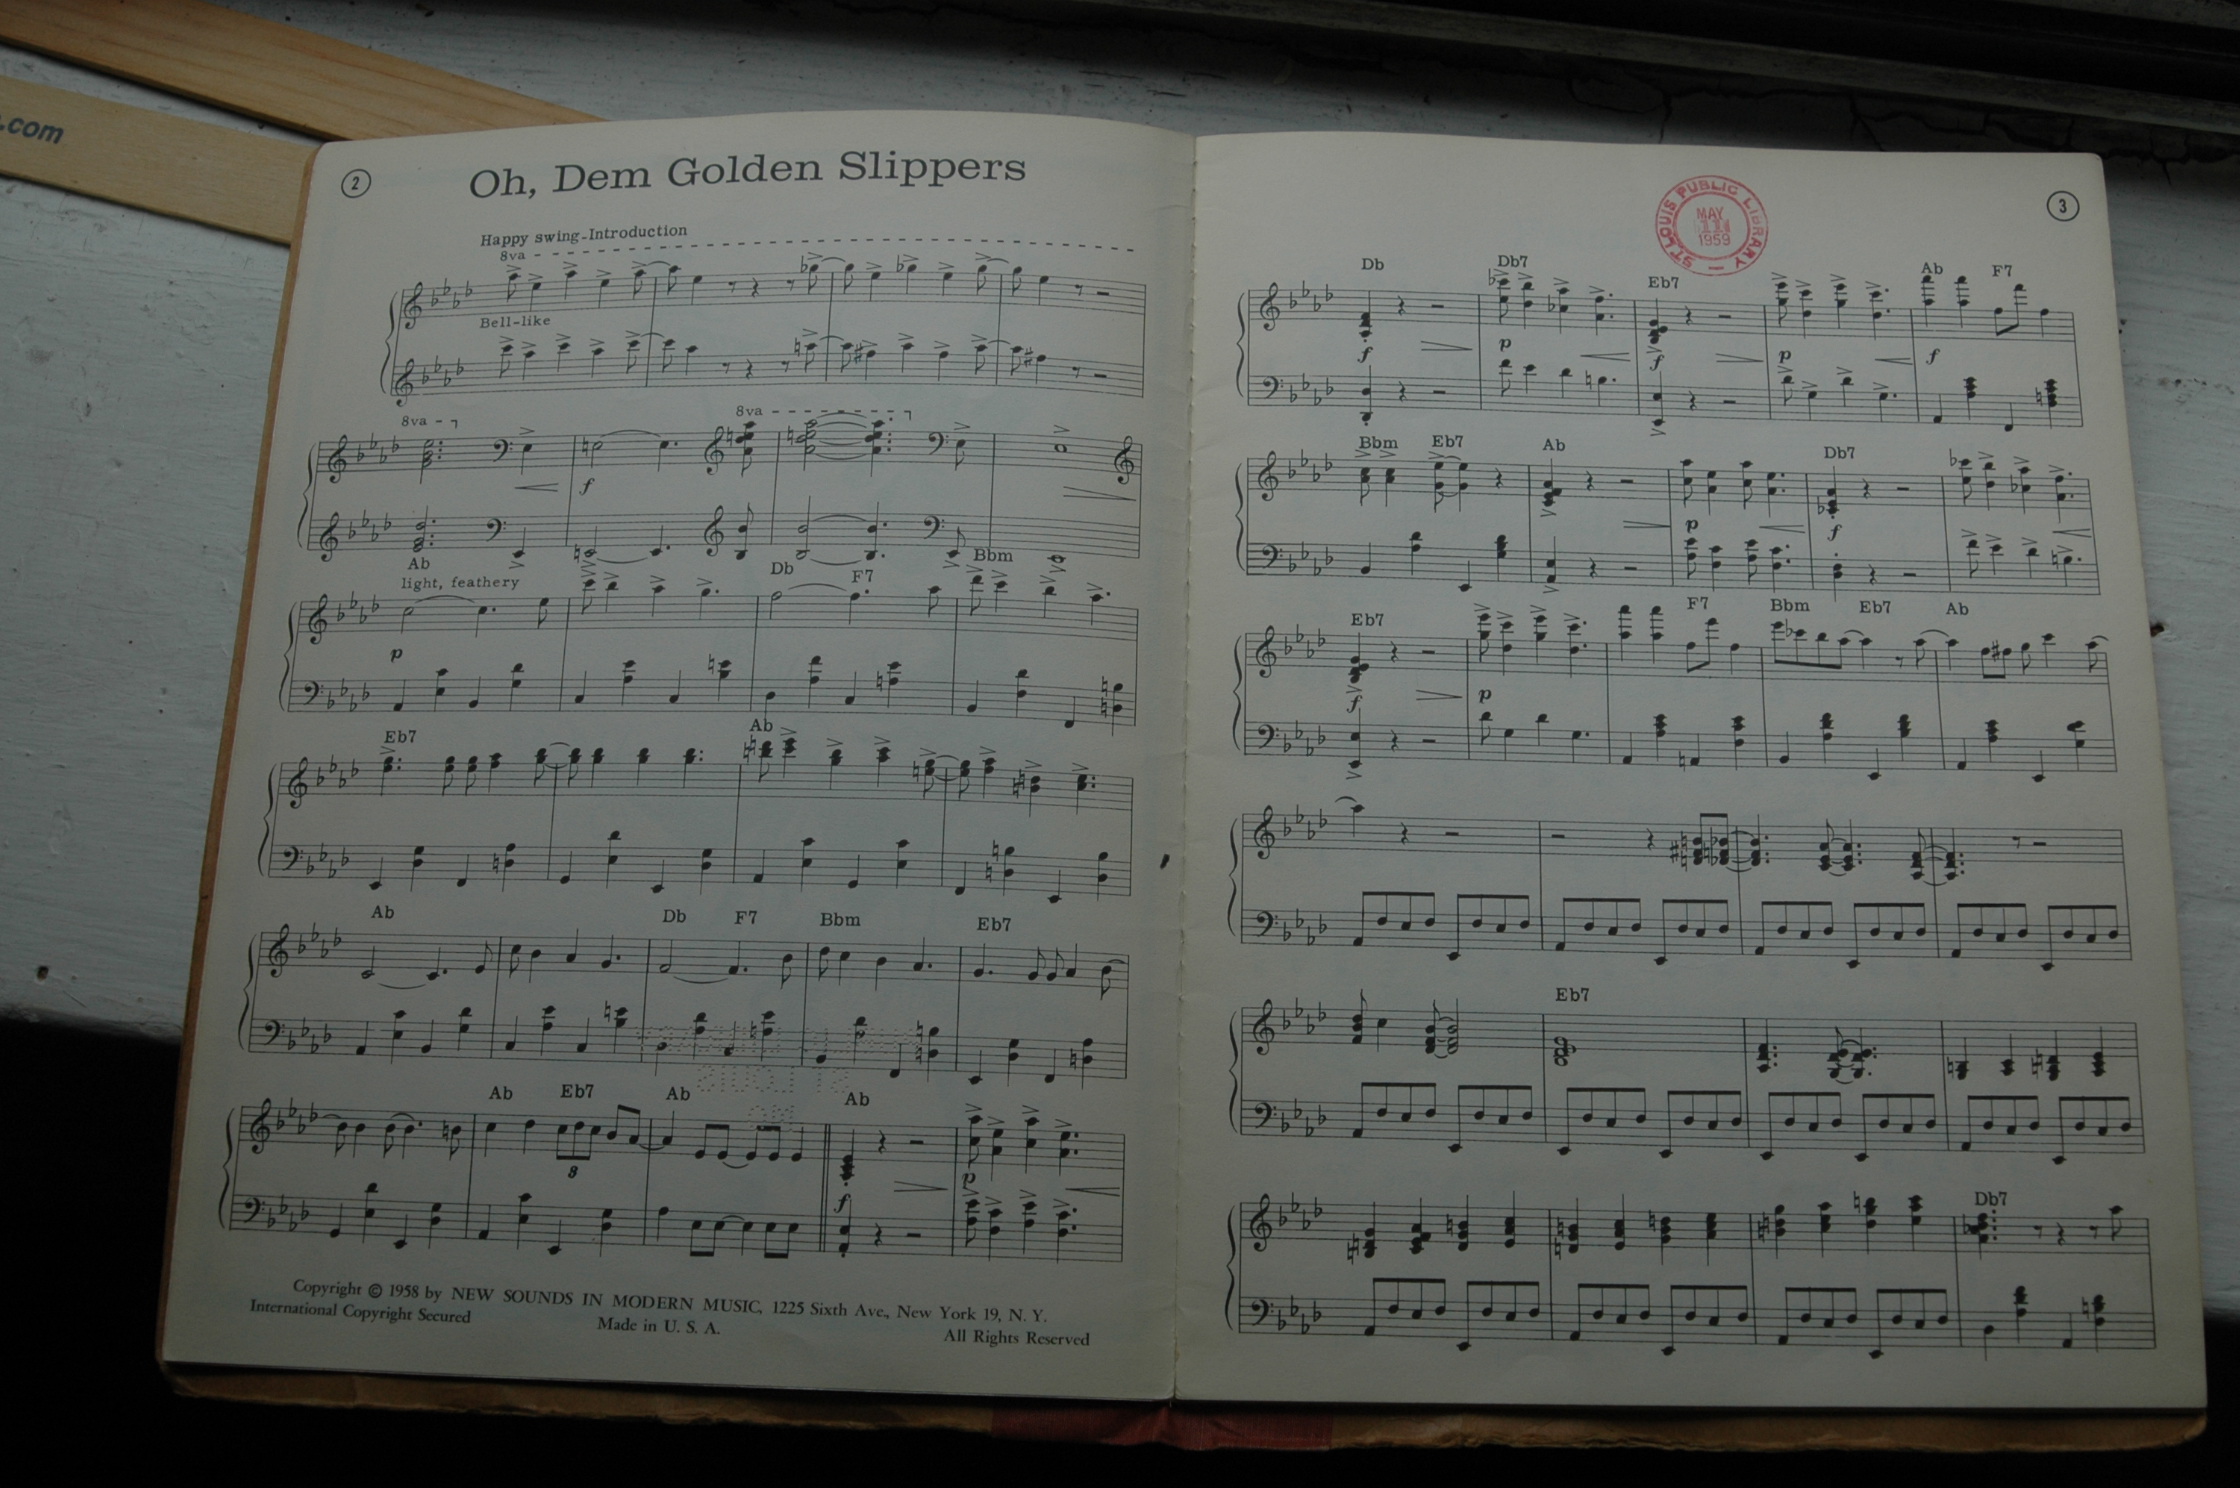 .com
2
Oh, Dem Golden Slippers
Happy swing-Introduction
8va
Bell-like
8va
8va
f
Ab Bbm
light, feathery Db F7
p
Eb7 Ab
Ab Db F7 Bbm Eb7
Ab Eb7 Ab Ab
3
p
f
Copyright © 1958 by NEW SOUNDS IN MODERN MUSIC, 1225 Sixth Ave., New York 19, N. Y.
International Copyright Secured
Made in U. S. A.
All Rights Reserved
ST. LOUIS PUBLIC LIBRARY
MAY
11
1959
3
Db Db7 Eb7 Ab F7
f p f p f
Bbm Eb7 Ab Db7
p f
Eb7 F7 Bbm Eb7 Ab
f p
Eb7
Db7